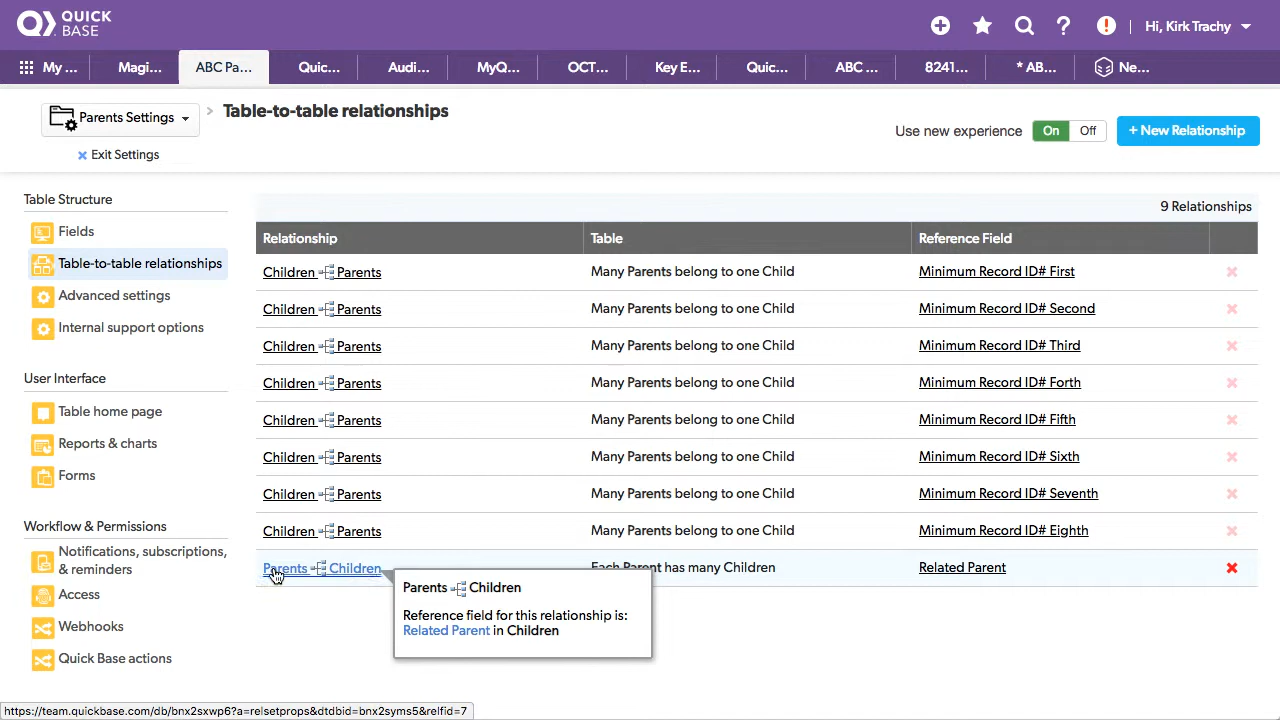 QUICK
BASE
Hi, Kirk Trachy
My ...
Magi...
ABC Pa...
Quic...
Audi...
MyQ...
OCT...
Key E...
Quic...
ABC ...
8241...
* AB...
Ne...
Parents Settings
Table-to-table relationships
Exit Settings
Use new experience On Off
+ New Relationship
Table Structure
Fields
Table-to-table relationships
Advanced settings
Internal support options
User Interface
Table home page
Reports & charts
Forms
Workflow & Permissions
Notifications, subscriptions,
& reminders
Access
Webhooks
Quick Base actions
9 Relationships
Relationship Table Reference Field
Children Parents Many Parents belong to one Child Minimum Record ID# First
Children Parents Many Parents belong to one Child Minimum Record ID# Second
Children Parents Many Parents belong to one Child Minimum Record ID# Third
Children Parents Many Parents belong to one Child Minimum Record ID# Forth
Children Parents Many Parents belong to one Child Minimum Record ID# Fifth
Children Parents Many Parents belong to one Child Minimum Record ID# Sixth
Children Parents Many Parents belong to one Child Minimum Record ID# Seventh
Children Parents Many Parents belong to one Child Minimum Record ID# Eighth
Parents Children Each Parent has many Children Related Parent
Parents Children
Reference field for this relationship is:
Related Parent in Children
https://team.quickbase.com/db/bnx2sxwp6?a=relsetprops&dtdbid=bnx2syms5&relfid=7